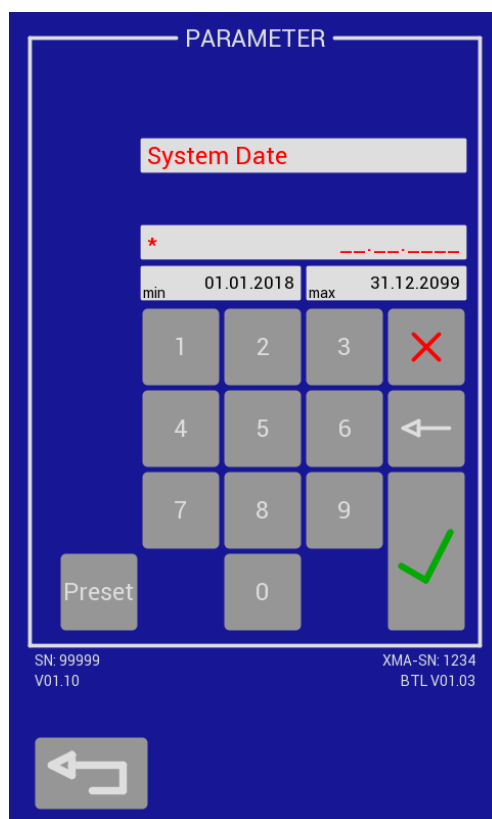 PARAMETER
System Date
* __.__.____
min 01.01.2018 max 31.12.2099
1 2 3
4 5 6
7 8 9
Preset 0
SN: 99999 XMA-SN: 1234
V01.10 BTL V01.03